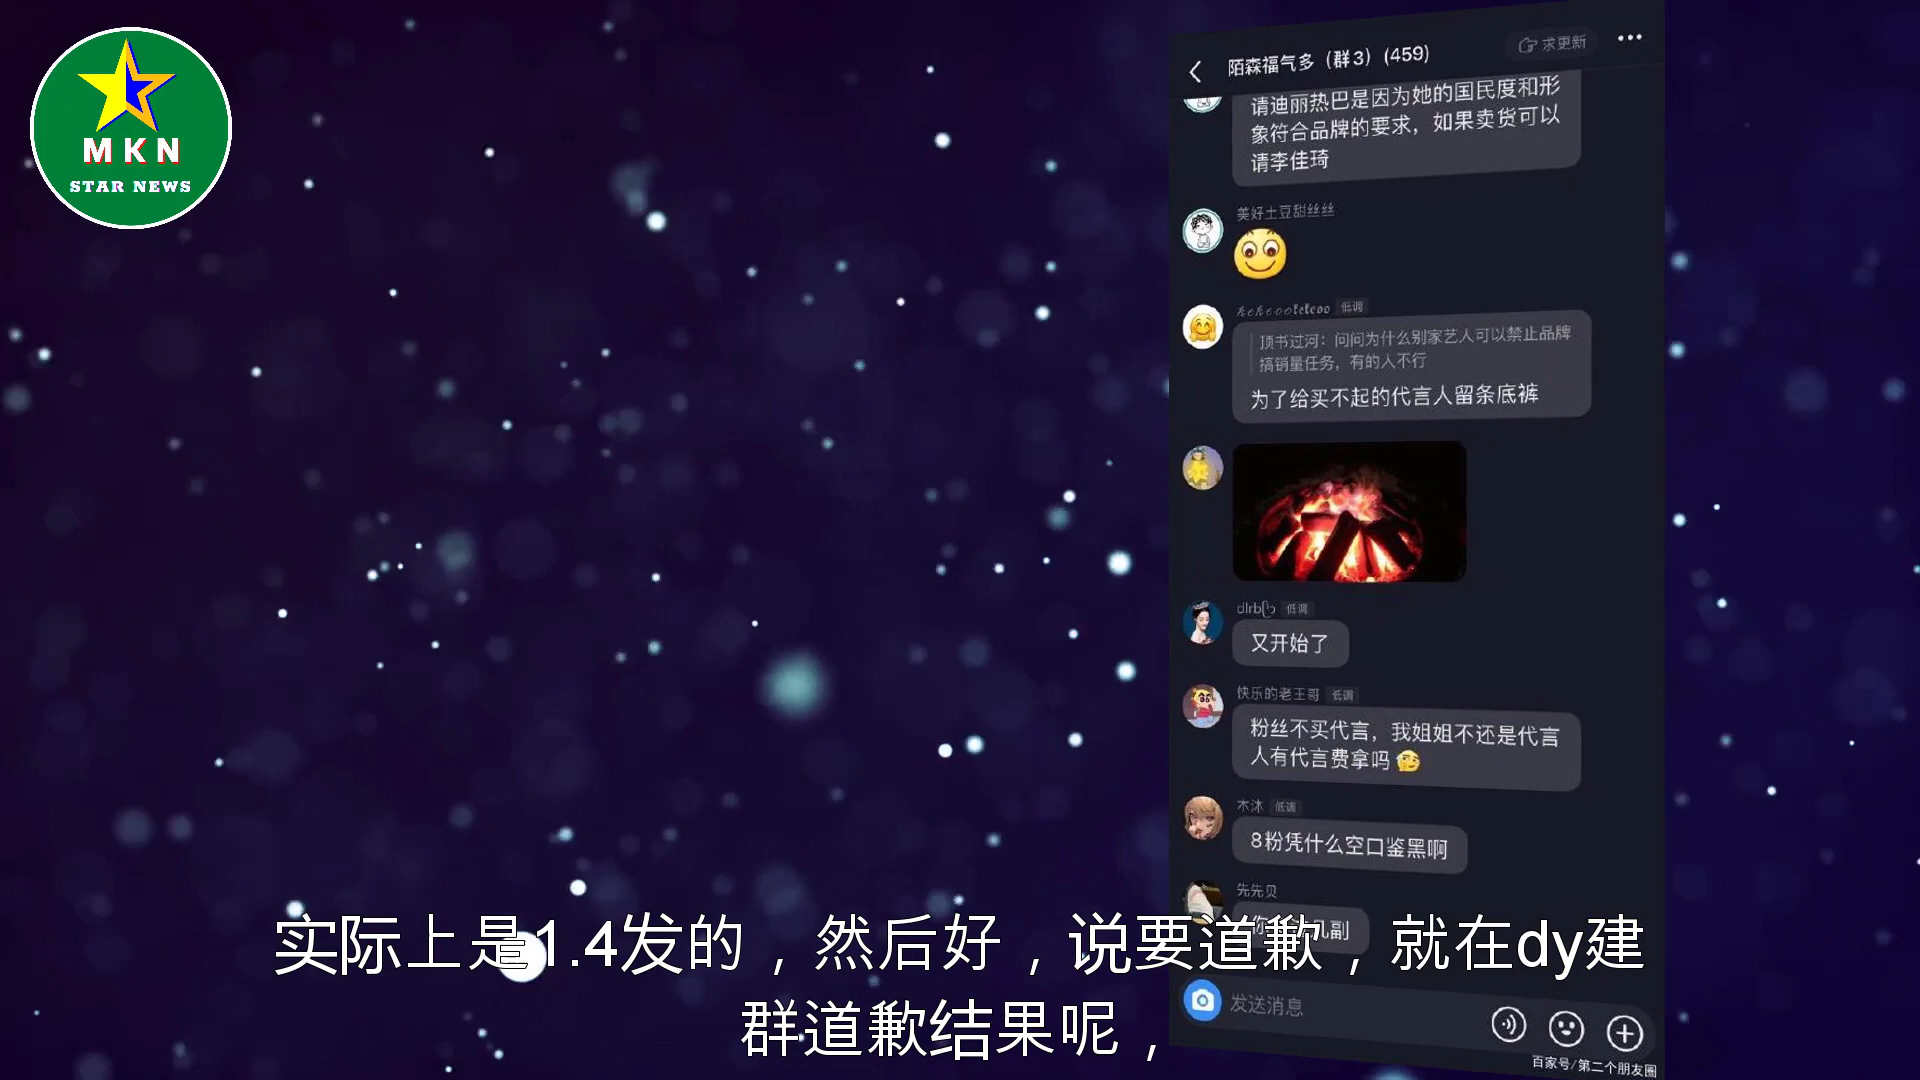 MKN
STAR NEWS
陌森福气多（群3）(459)
求更新
请迪丽热巴是因为她的国民度和形
象符合品牌的要求，如果卖货可以
请李佳琦
美好土豆甜丝丝
低调
顶书过河：问问为什么别家艺人可以禁止品牌
搞销量任务，有的人不行
为了给买不起的代言人留条底裤
dlrb
低调
又开始了
快乐的老王哥 低调
粉丝不买代言，我姐姐不还是代言
人有代言费拿吗
木沐 低调
8粉凭什么空口鉴黑啊
先先贝
几副
发送消息
百家号/第二个朋友圈
实际上是1.4发的，然后好，说要道歉，就在dy建
群道歉结果呢，